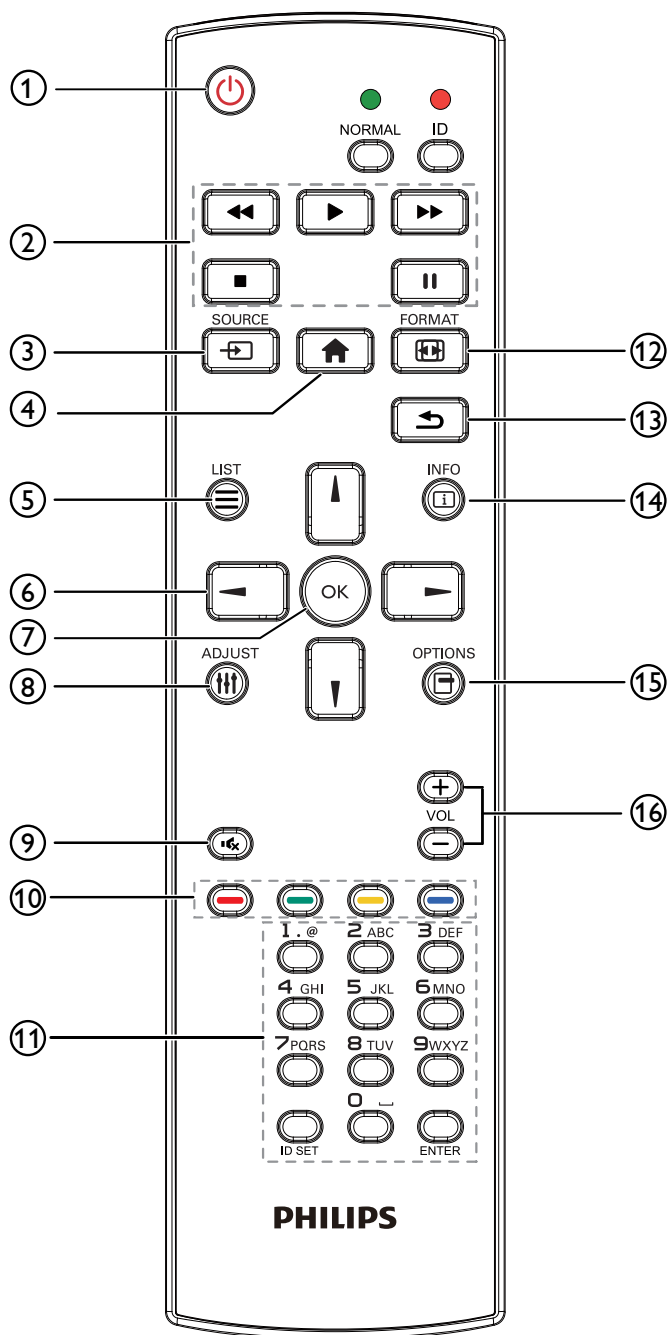 ①
NORMAL ID
②
SOURCE FORMAT
③ ⑫
④
⑬
LIST INFO
⑤ ⑭
⑥
OK
⑦
ADJUST OPTIONS
⑧ ⑮
VOL
⑯
⑨
⑩
1 . @ 2 ABC 3 DEF
4 GHI 5 JKL 6 MNO
⑪
7 PQRS 8 TUV 9 WXYZ
0 ⎵
ID SET ENTER
PHILIPS